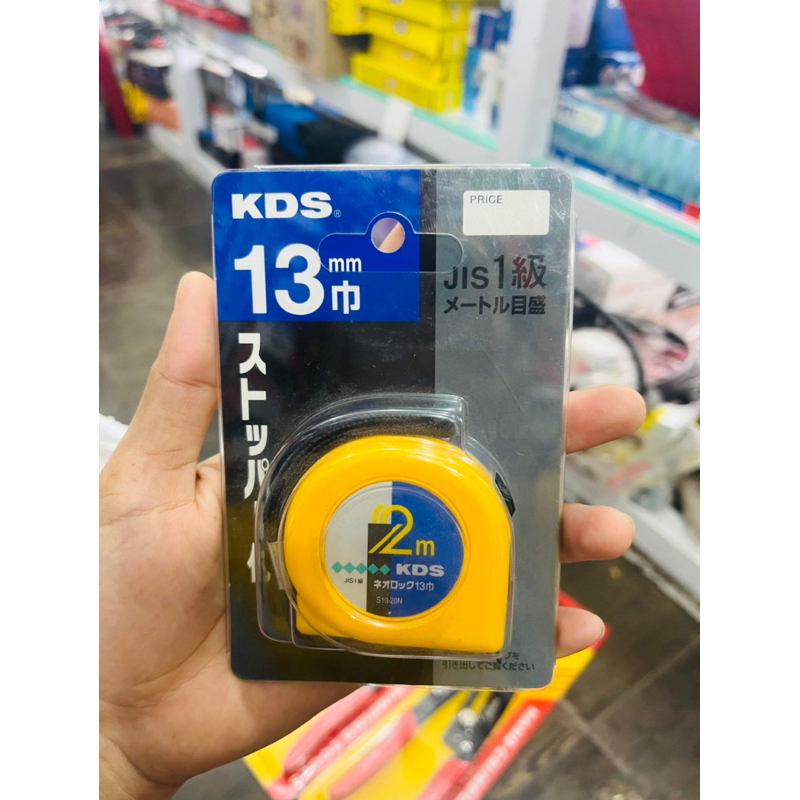 KDS®
PRICE
13mm巾
JIS1級
メートル目盛
ストッパ
2m
KDS
JIS1級
ネオロック13巾
S13-20N
引き出してご覧ください